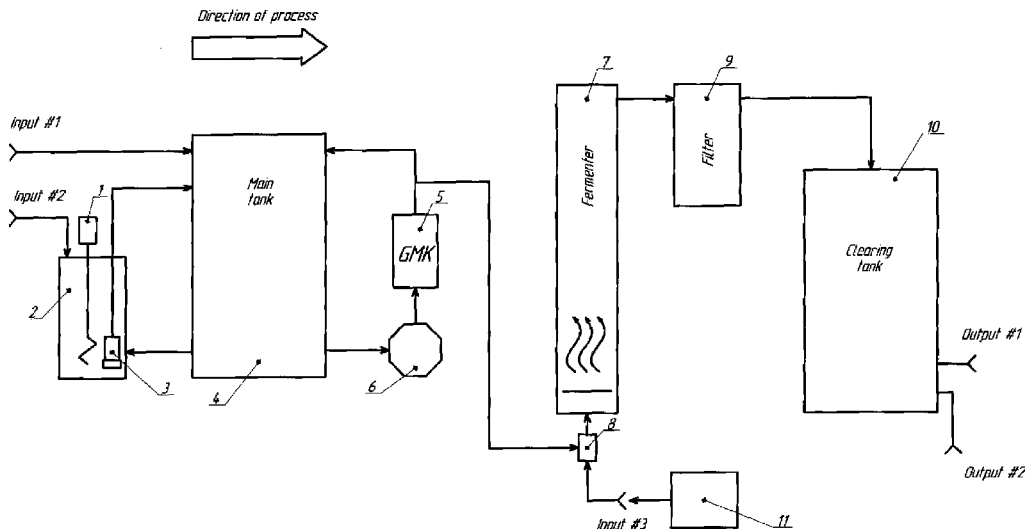 Direction of process
7
9
Input #1
10
Main
tank
Filter
Input #2
1
5
Fermenter
GMK
Clearing
tank
2
Output #1
3
4
6
8
Output #2
Input #3
11